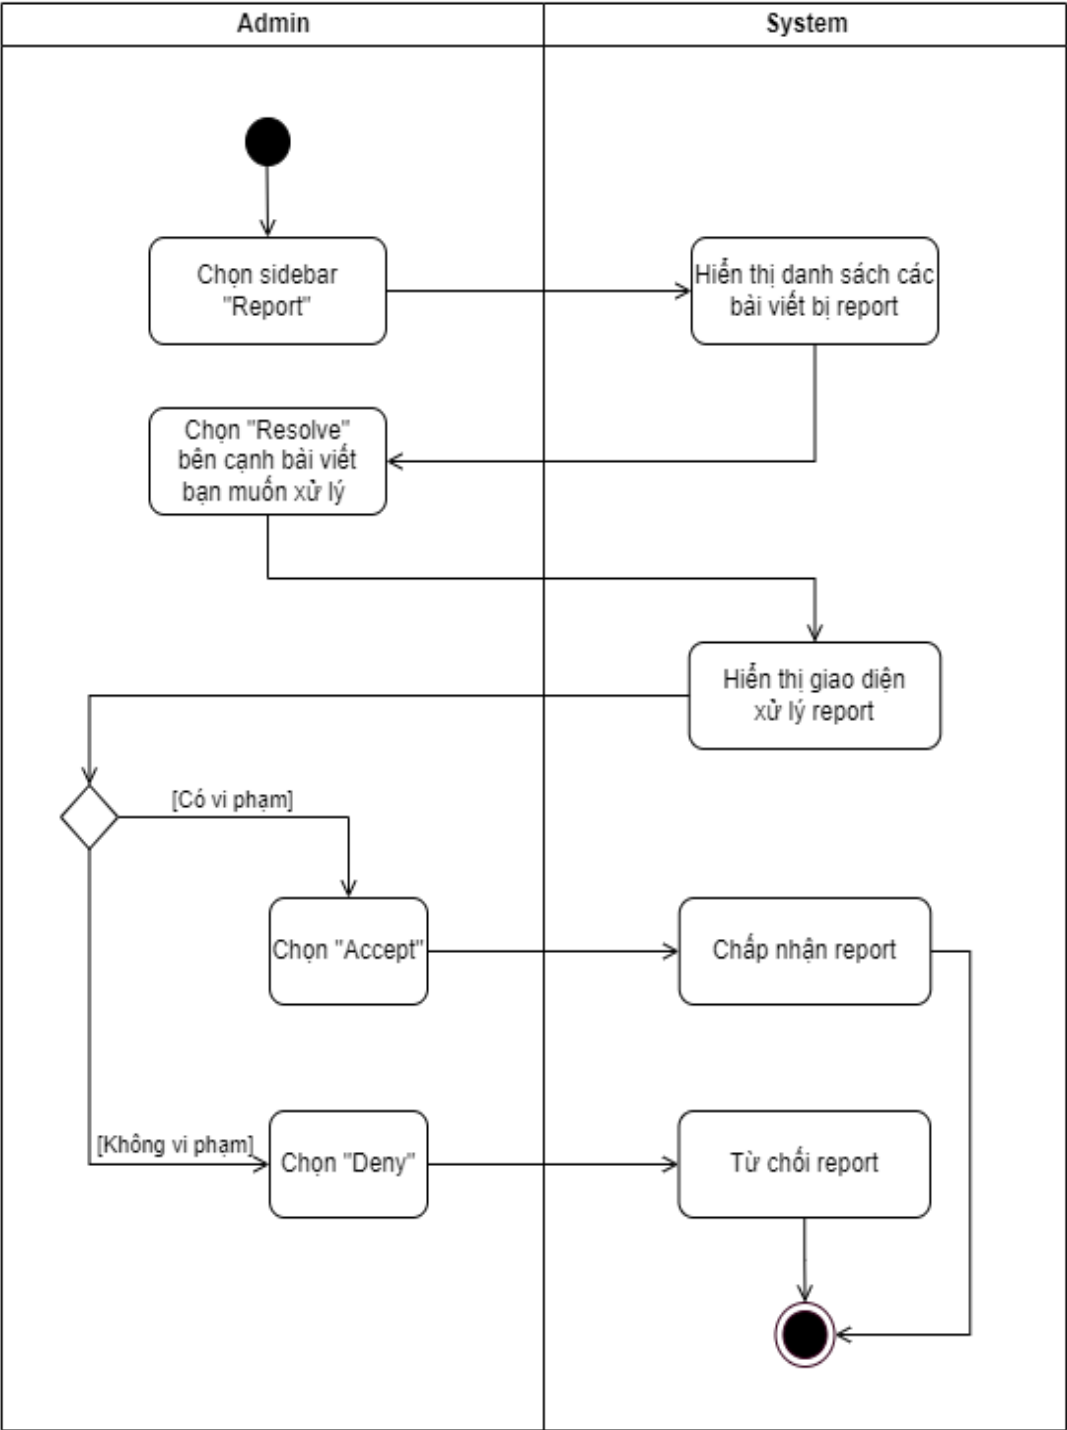 Admin
System
Chọn sidebar
"Report"
Hiển thị danh sách các
bài viết bị report
Chọn "Resolve"
bên cạnh bài viết
bạn muốn xử lý
Hiển thị giao diện
xử lý report
[Có vi phạm]
Chọn "Accept"
Chấp nhận report
[Không vi phạm]
Chọn "Deny"
Từ chối report